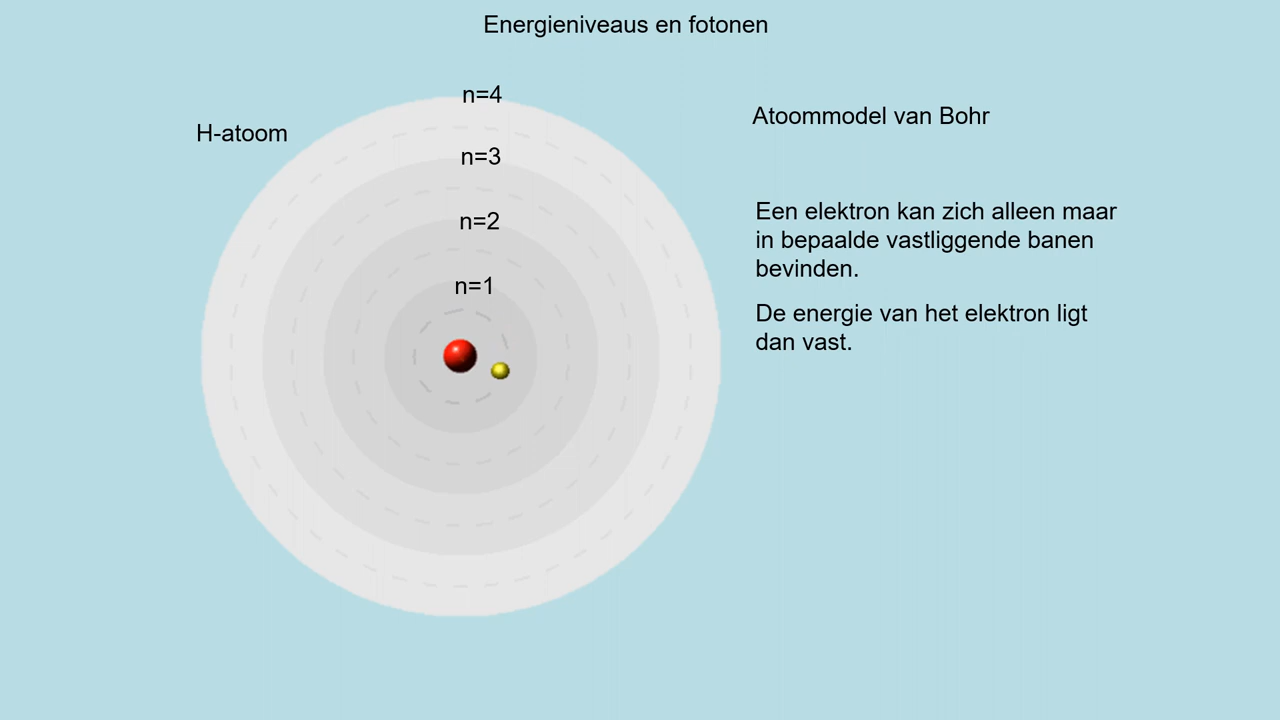 Energieniveaus en fotonen
n=4
H-atoom
n=3
n=2
n=1
Atoommodel van Bohr
Een elektron kan zich alleen maar
in bepaalde vastliggende banen
bevinden.
De energie van het elektron ligt
dan vast.